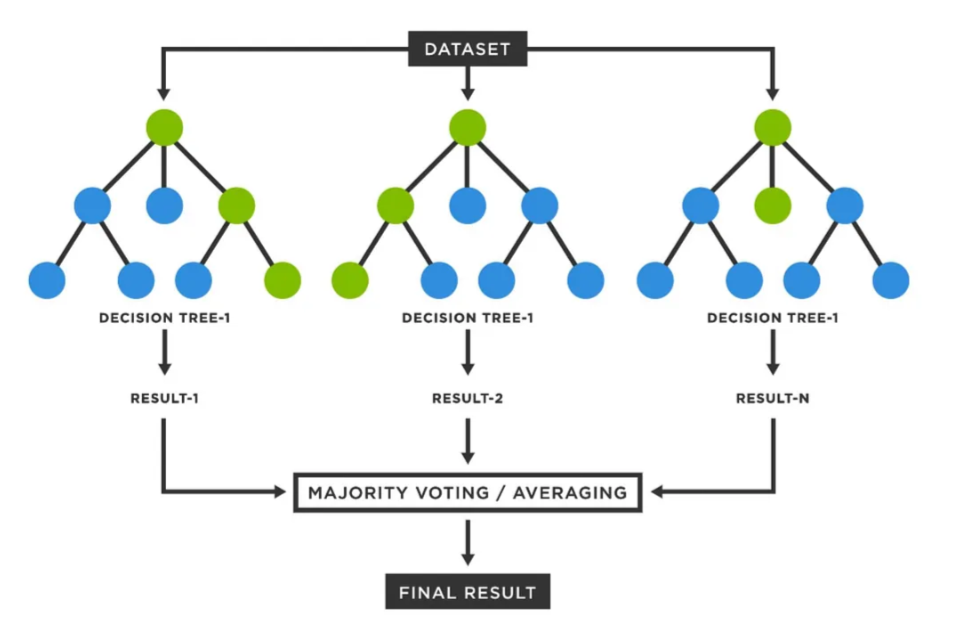 DATASET
DECISION TREE-1
DECISION TREE-1
DECISION TREE-1
RESULT-1
RESULT-2
RESULT-N
MAJORITY VOTING / AVERAGING
FINAL RESULT